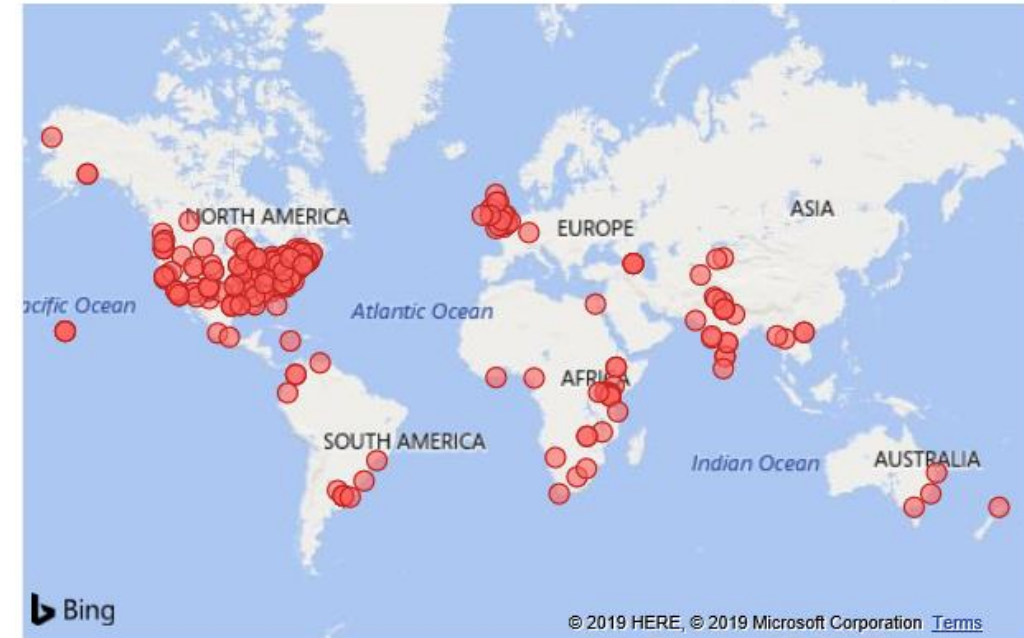 ASIA
NORTH AMERICA
EUROPE
acific Ocean
Atlantic Ocean
AFRICA
SOUTH AMERICA
Indian Ocean
AUSTRALIA
Bing
© 2019 HERE, © 2019 Microsoft Corporation Terms